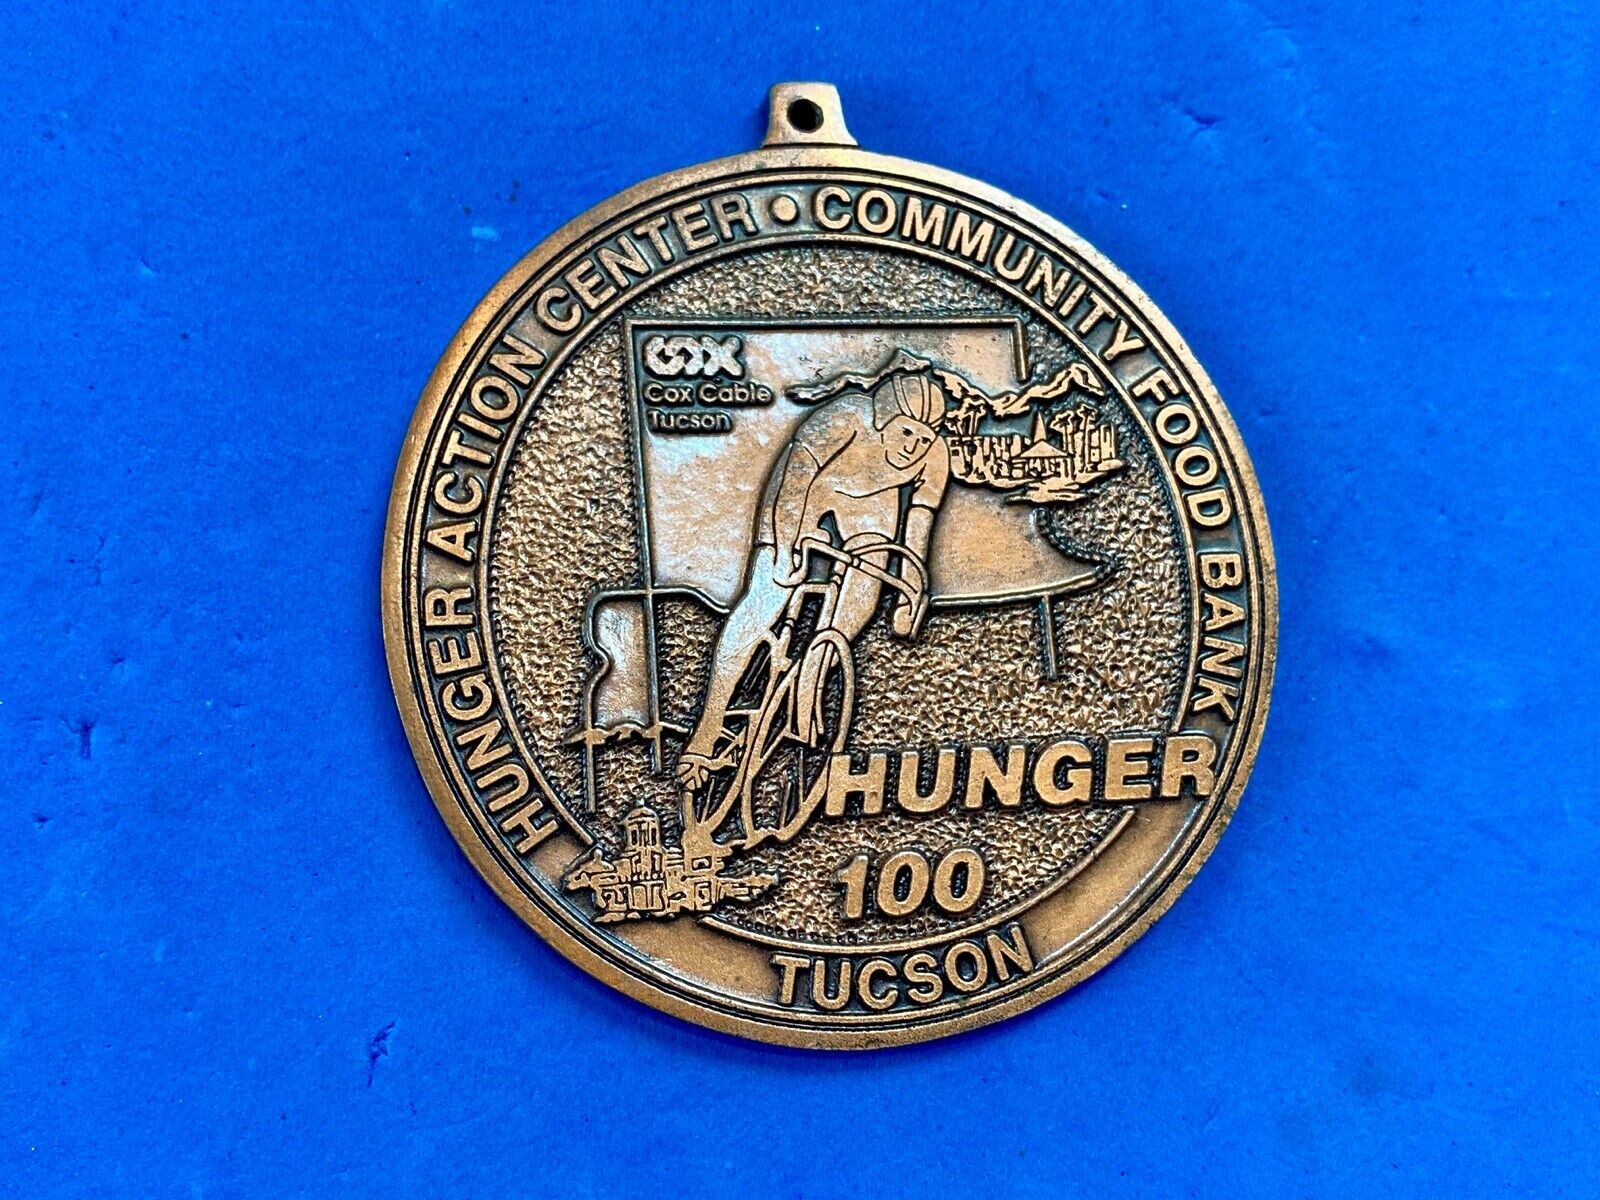 HUNGER ACTION CENTER • COMMUNITY FOOD BANK
COX
Cox Cable
Tucson
HUNGER
100
TUCSON